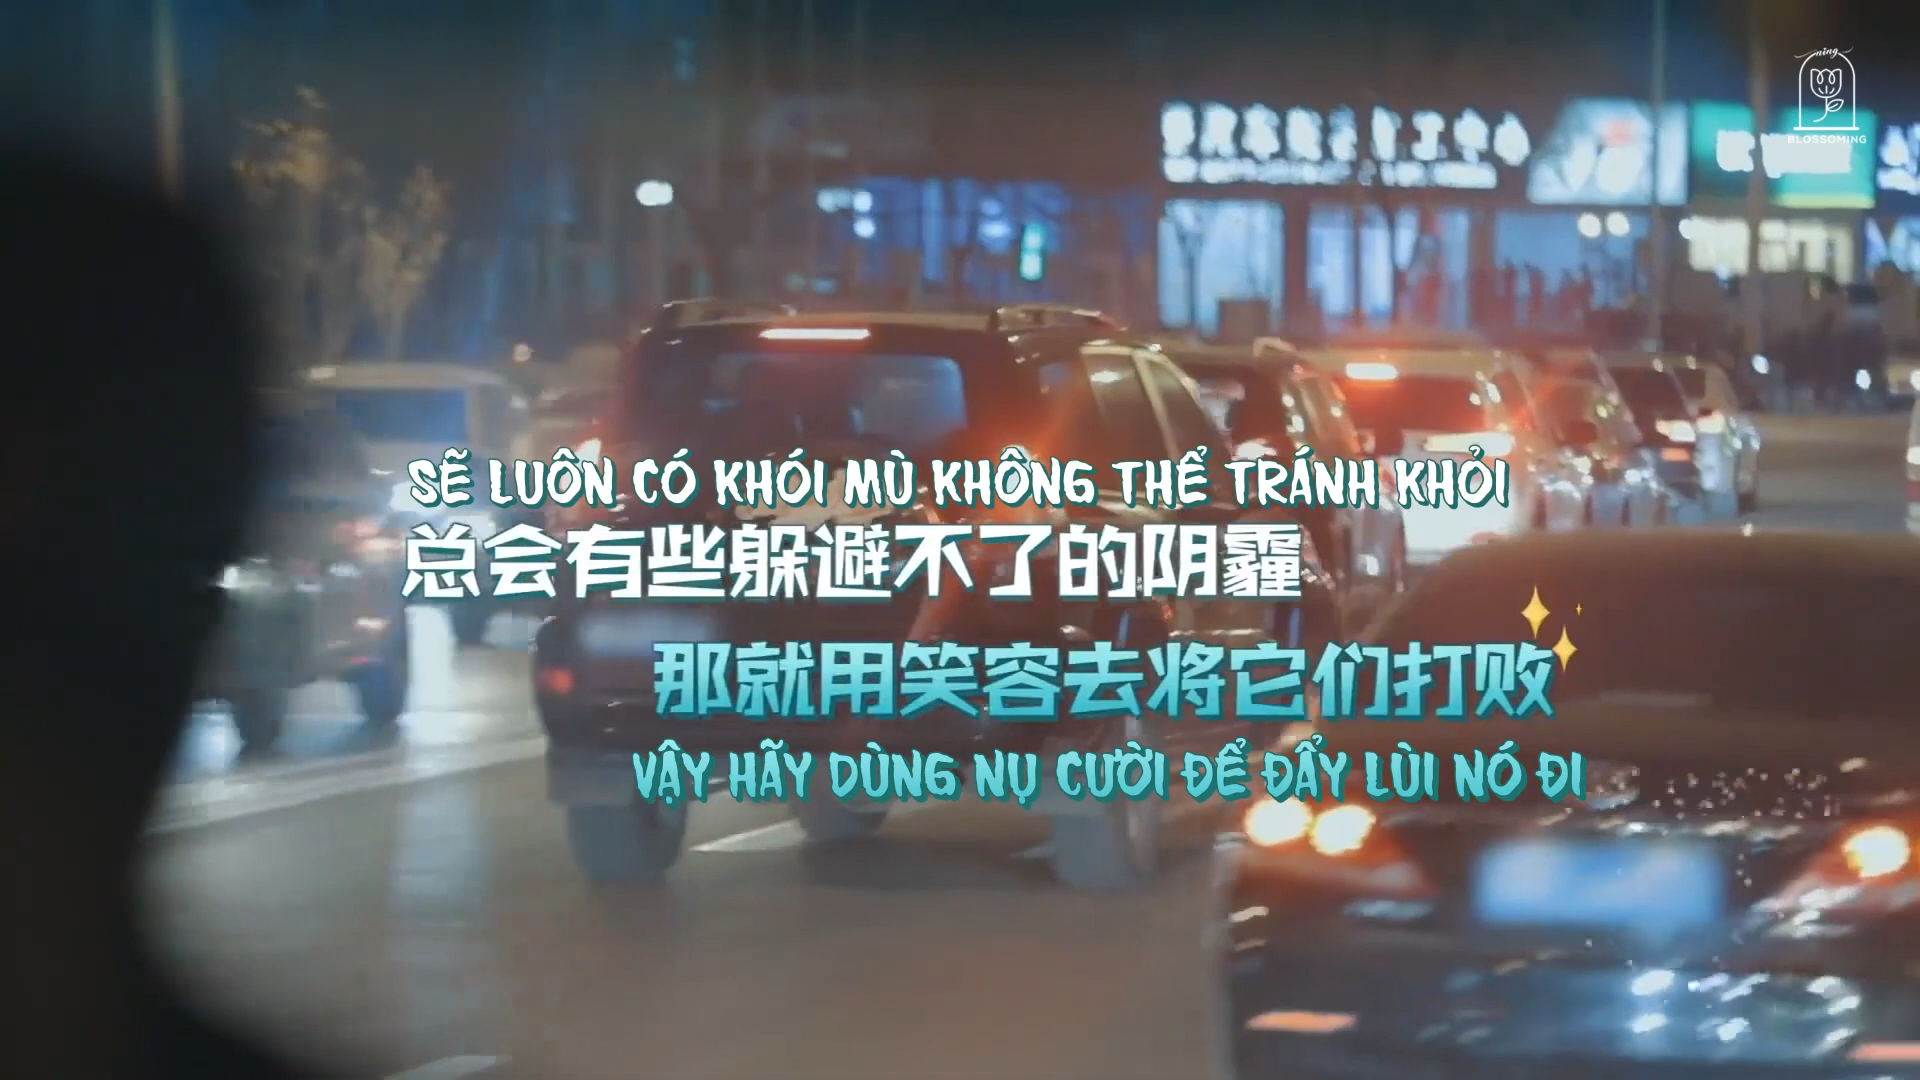 ning
BLOSSOMING
SẼ LUÔN CÓ KHÓI MÙ KHÔNG THỂ TRÁNH KHỎI
总会有些躲避不了的阴霾
那就用笑容去将它们打败
VẬY HÃY DÙNG NỤ CƯỜI ĐỂ ĐẨY LÙI NÓ ĐI